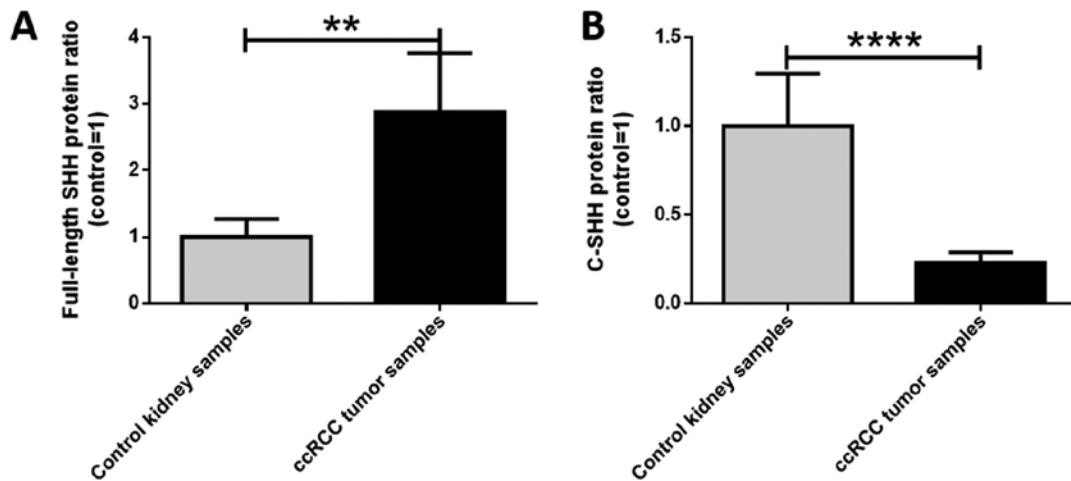 A
Full-length SHH protein ratio
(control=1)
4
3
2
1
0
**
Control kidney samples
ccRCC tumor samples
B
C-SHH protein ratio
(control=1)
1.5
1.0
0.5
0.0
****
Control kidney samples
ccRCC tumor samples